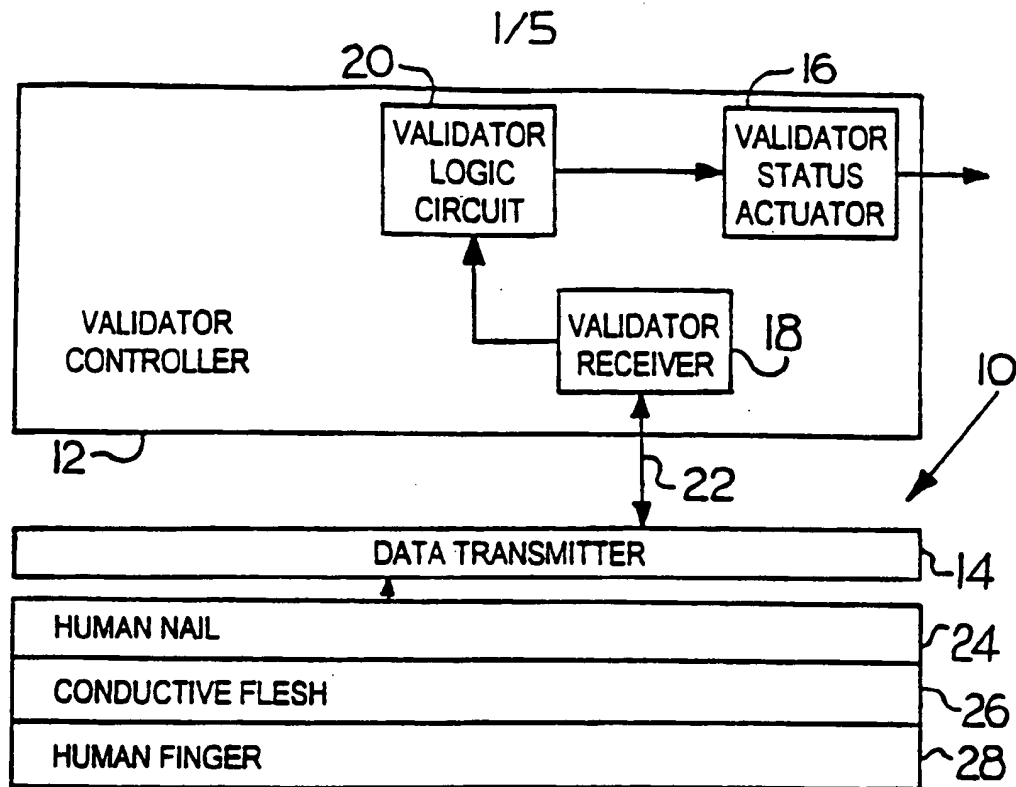 1/5
20
16
VALIDATOR
LOGIC
CIRCUIT
VALIDATOR
STATUS
ACTUATOR
VALIDATOR
CONTROLLER
VALIDATOR
RECEIVER
18
10
12
22
DATA TRANSMITTER
14
HUMAN NAIL
24
CONDUCTIVE FLESH
26
HUMAN FINGER
28